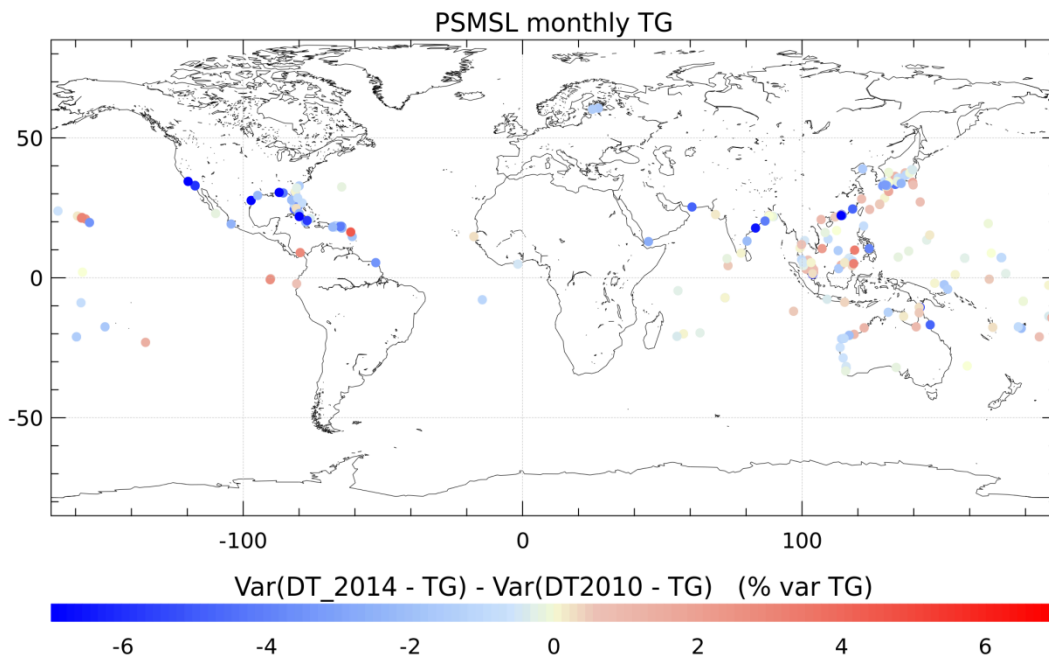 PSMSL monthly TG
50
0
-50
-100 0 100
Var(DT_2014 - TG) - Var(DT2010 - TG) (% var TG)
-6 -4 -2 0 2 4 6